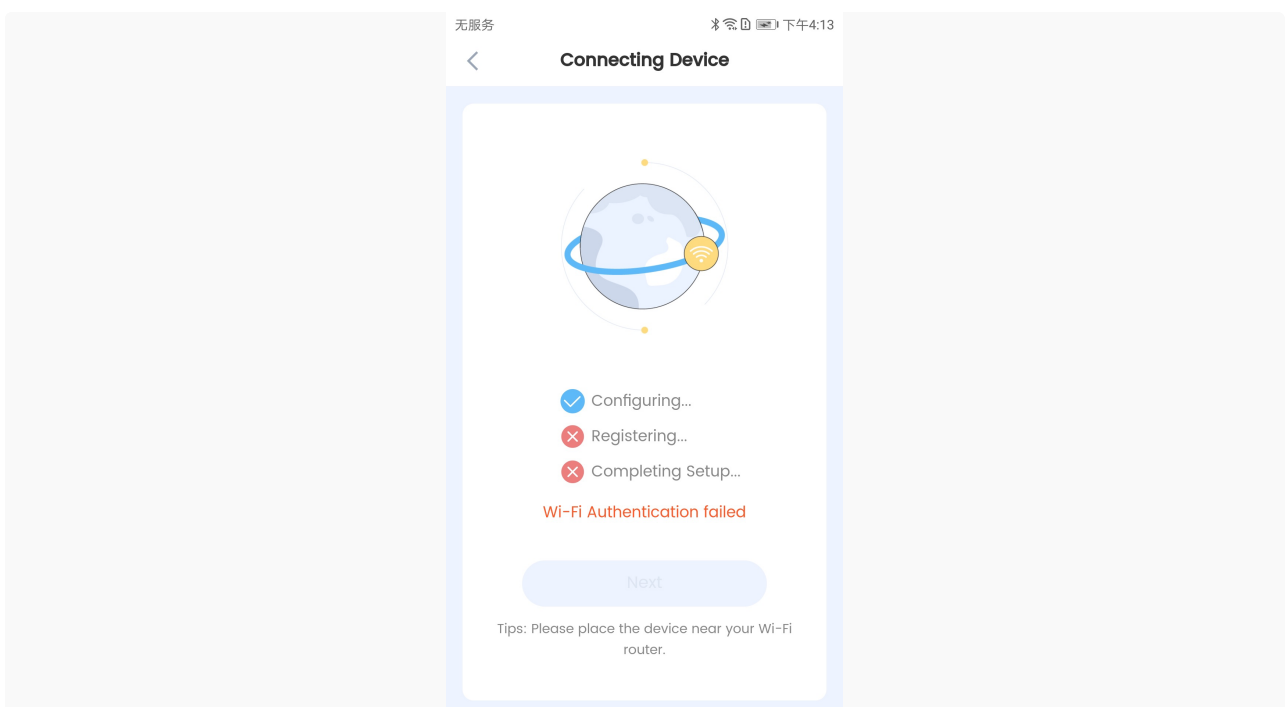 无服务 下午4:13
Connecting Device
Configuring...
Registering...
Completing Setup...
Wi-Fi Authentication failed
Next
Tips: Please place the device near your Wi-Fi
router.